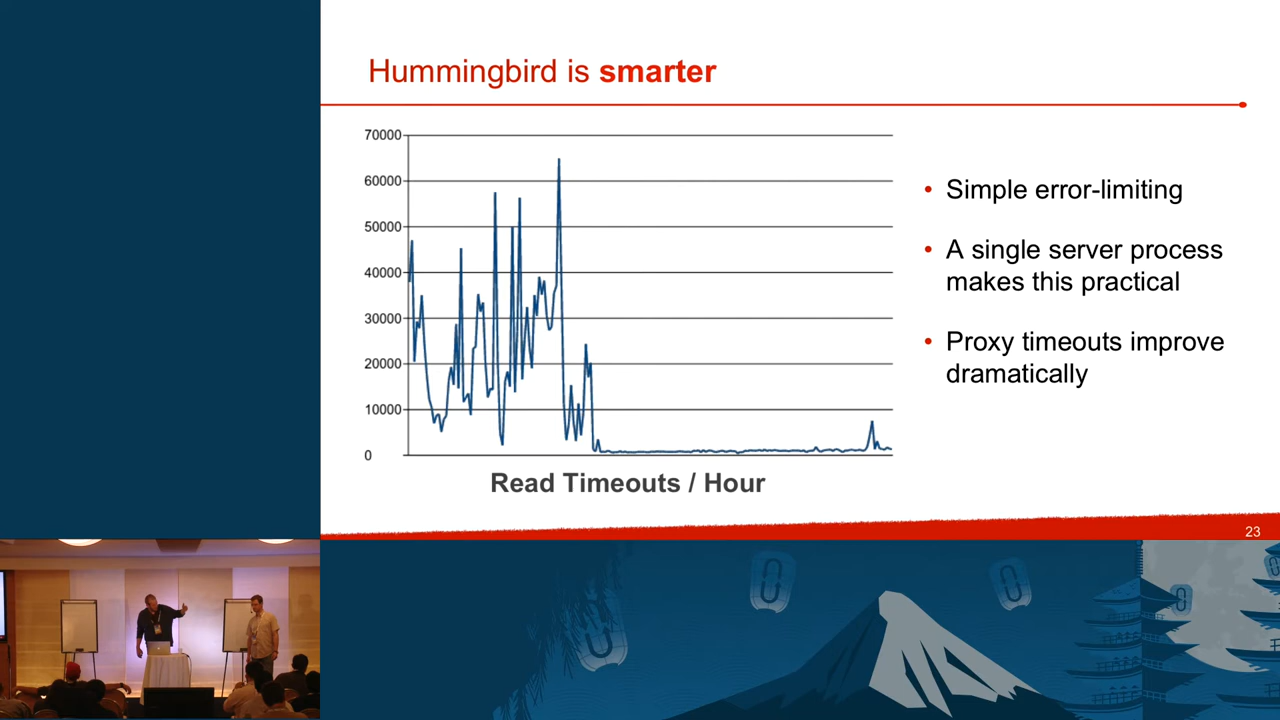 Hummingbird is smarter
70000
60000
50000
40000
30000
20000
10000
0
Read Timeouts / Hour
• Simple error-limiting
• A single server process
makes this practical
• Proxy timeouts improve
dramatically
23